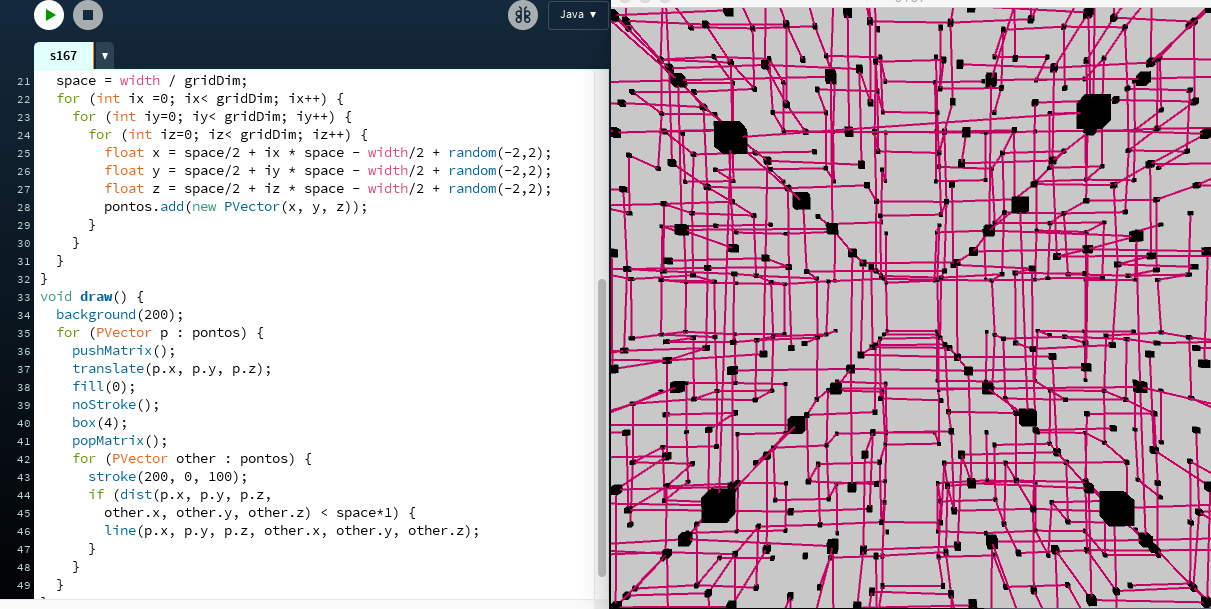 Java ▼
s167 ▼
21 space = width / gridDim;
22 for (int ix =0; ix< gridDim; ix++) {
23 for (int iy=0; iy< gridDim; iy++) {
24 for (int iz=0; iz< gridDim; iz++) {
25 float x = space/2 + ix * space - width/2 + random(-2,2);
26 float y = space/2 + iy * space - width/2 + random(-2,2);
27 float z = space/2 + iz * space - width/2 + random(-2,2);
28 pontos.add(new PVector(x, y, z));
29 }
30 }
31 }
32 }
33 void draw() {
34 background(200);
35 for (PVector p : pontos) {
36 pushMatrix();
37 translate(p.x, p.y, p.z);
38 fill(0);
39 noStroke();
40 box(4);
41 popMatrix();
42 for (PVector other : pontos) {
43 stroke(200, 0, 100);
44 if (dist(p.x, p.y, p.z,
45 other.x, other.y, other.z) < space*1) {
46 line(p.x, p.y, p.z, other.x, other.y, other.z);
47 }
48 }
49 }